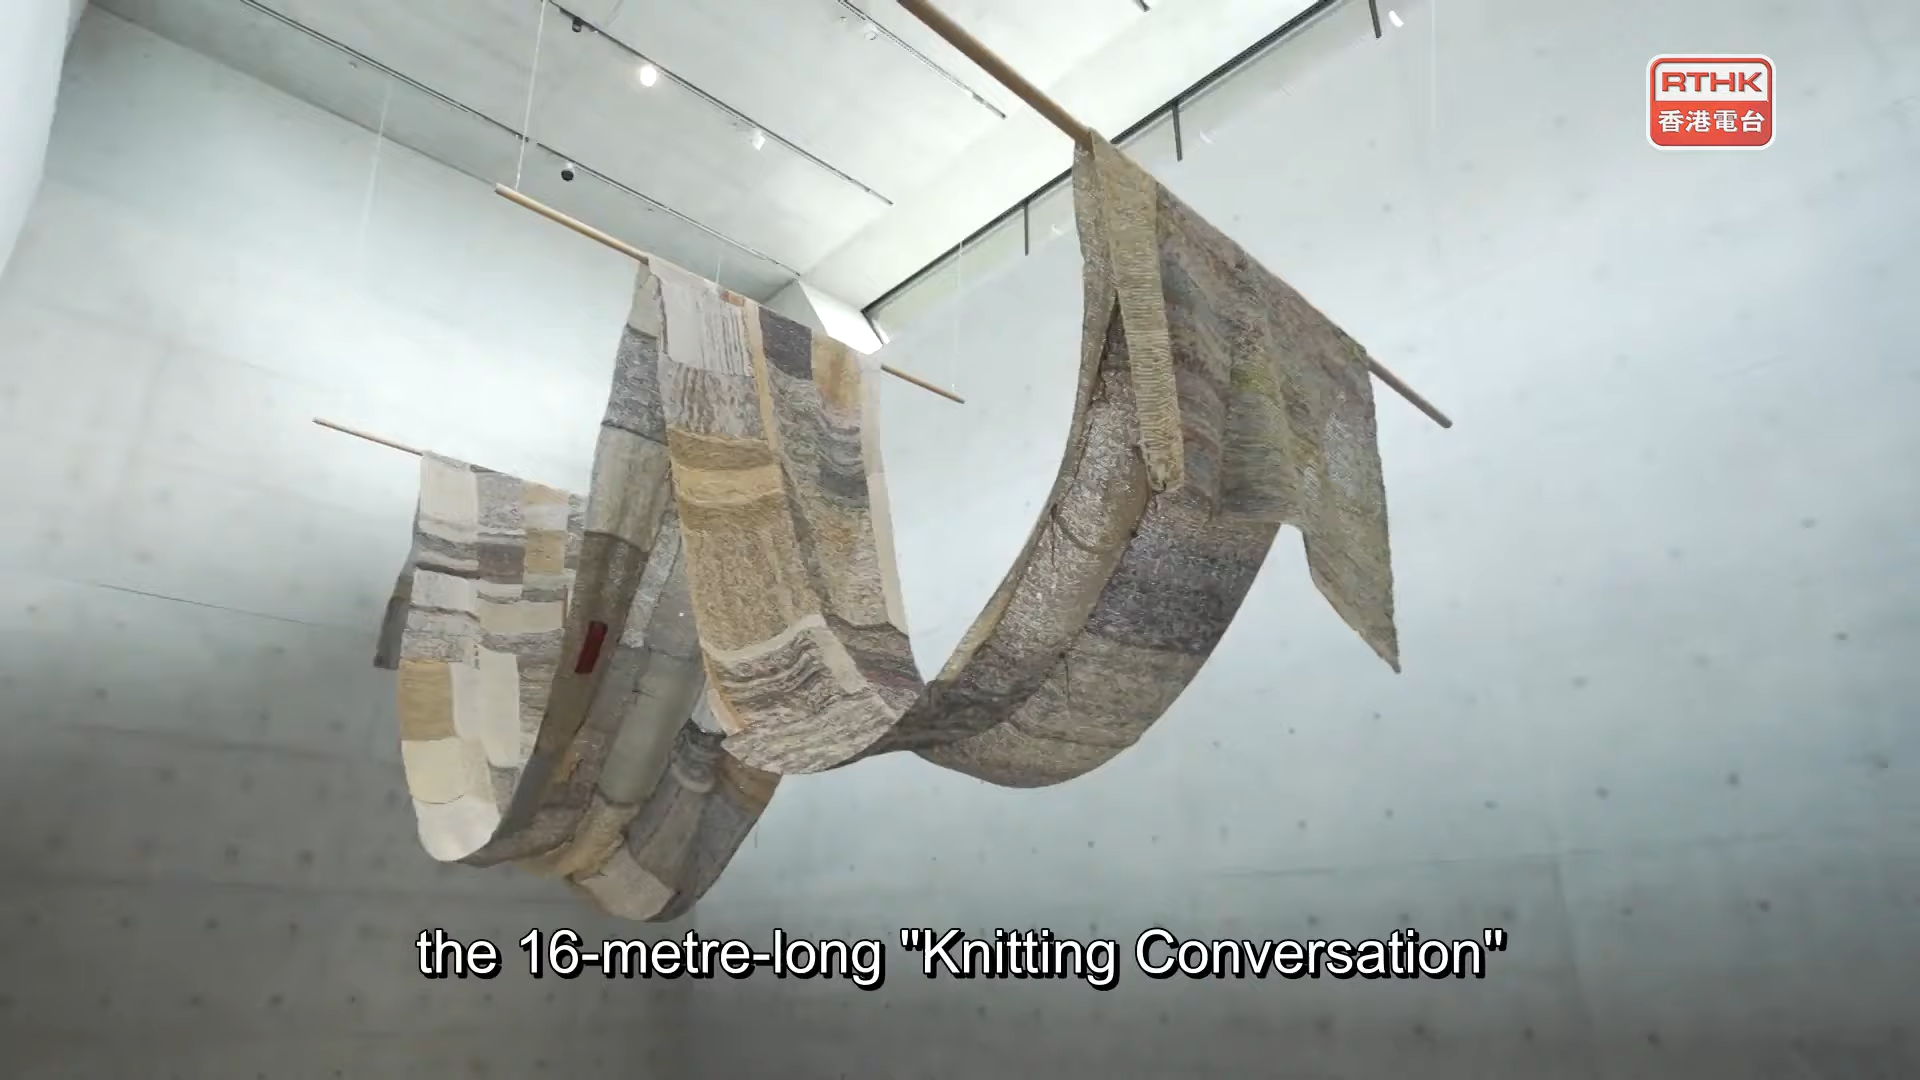 RTHK
香港電台
the 16-metre-long "Knitting Conversation"